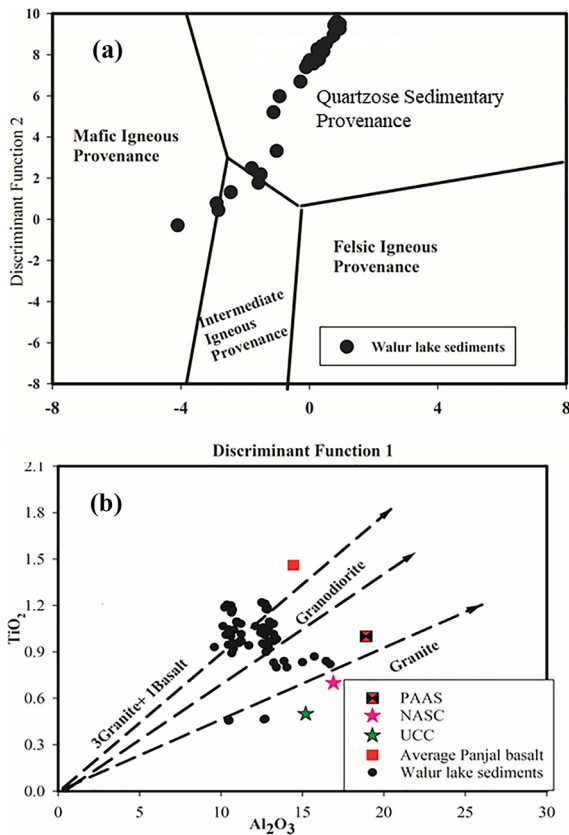 10
8
6
4
2
0
-2
-4
-6
-8
Discriminant Function 2
(a)
Quartzose Sedimentary
Provenance
Mafic Igneous
Provenance
Felsic Igneous
Provenance
Intermediate
Igneous
Provenance
Walur lake sediments
-8
-4
0
4
8
Discriminant Function 1
2.1
1.8
1.5
1.2
0.9
0.6
0.3
0.0
TiO2
(b)
3Granite+ 1Basalt
Granodiorite
Granite
PAAS
NASC
UCC
Average Panjal basalt
Walur lake sediments
0
5
10
15
20
25
30
Al2O3